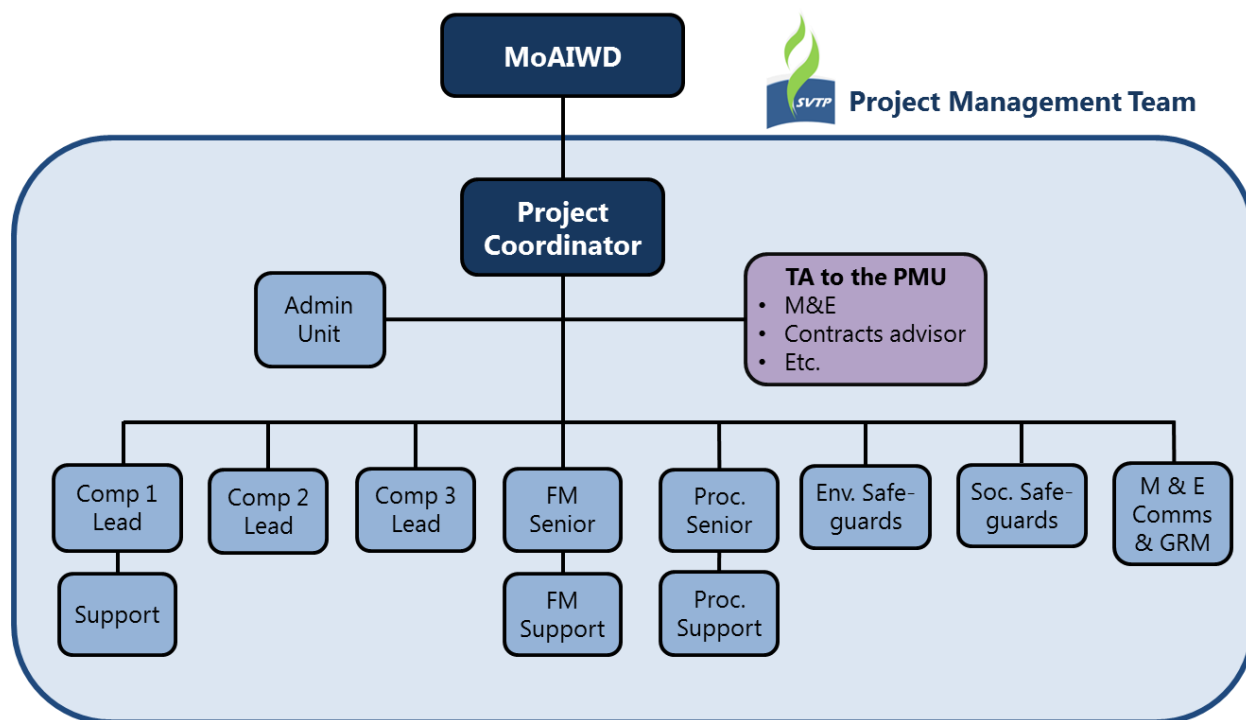 MoAIWD
SVTP
Project Management Team
Project
Coordinator
Admin
Unit
TA to the PMU
• M&E
• Contracts advisor
• Etc.
Comp 1
Lead
Comp 2
Lead
Comp 3
Lead
FM
Senior
Proc.
Senior
Env. Safe-
guards
Soc. Safe-
guards
M & E
Comms
& GRM
Support
FM
Support
Proc.
Support